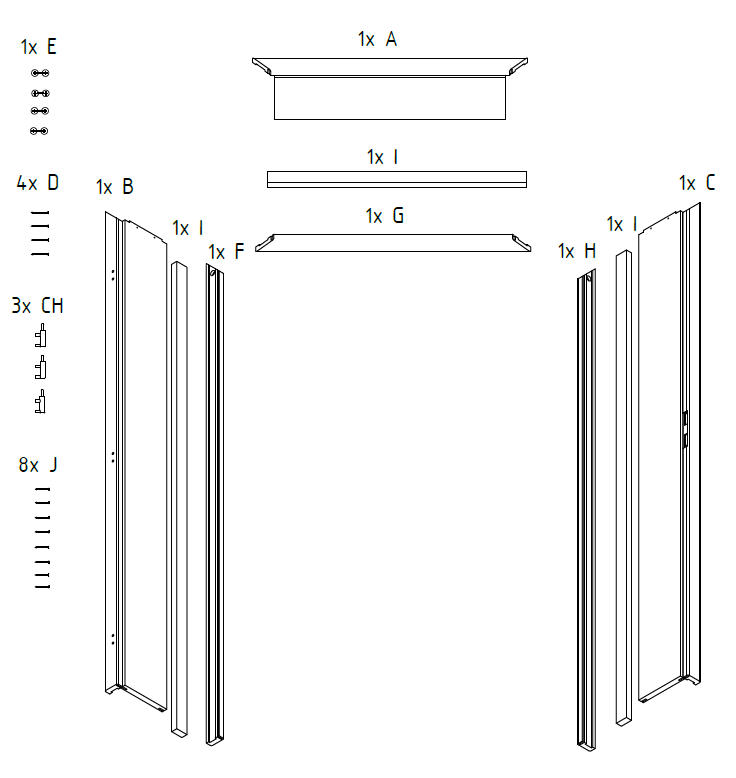 1x E
1x A
1x I
4x D
1x B
1x C
1x I
1x G
1x I
1x F
1x H
3x CH
8x J